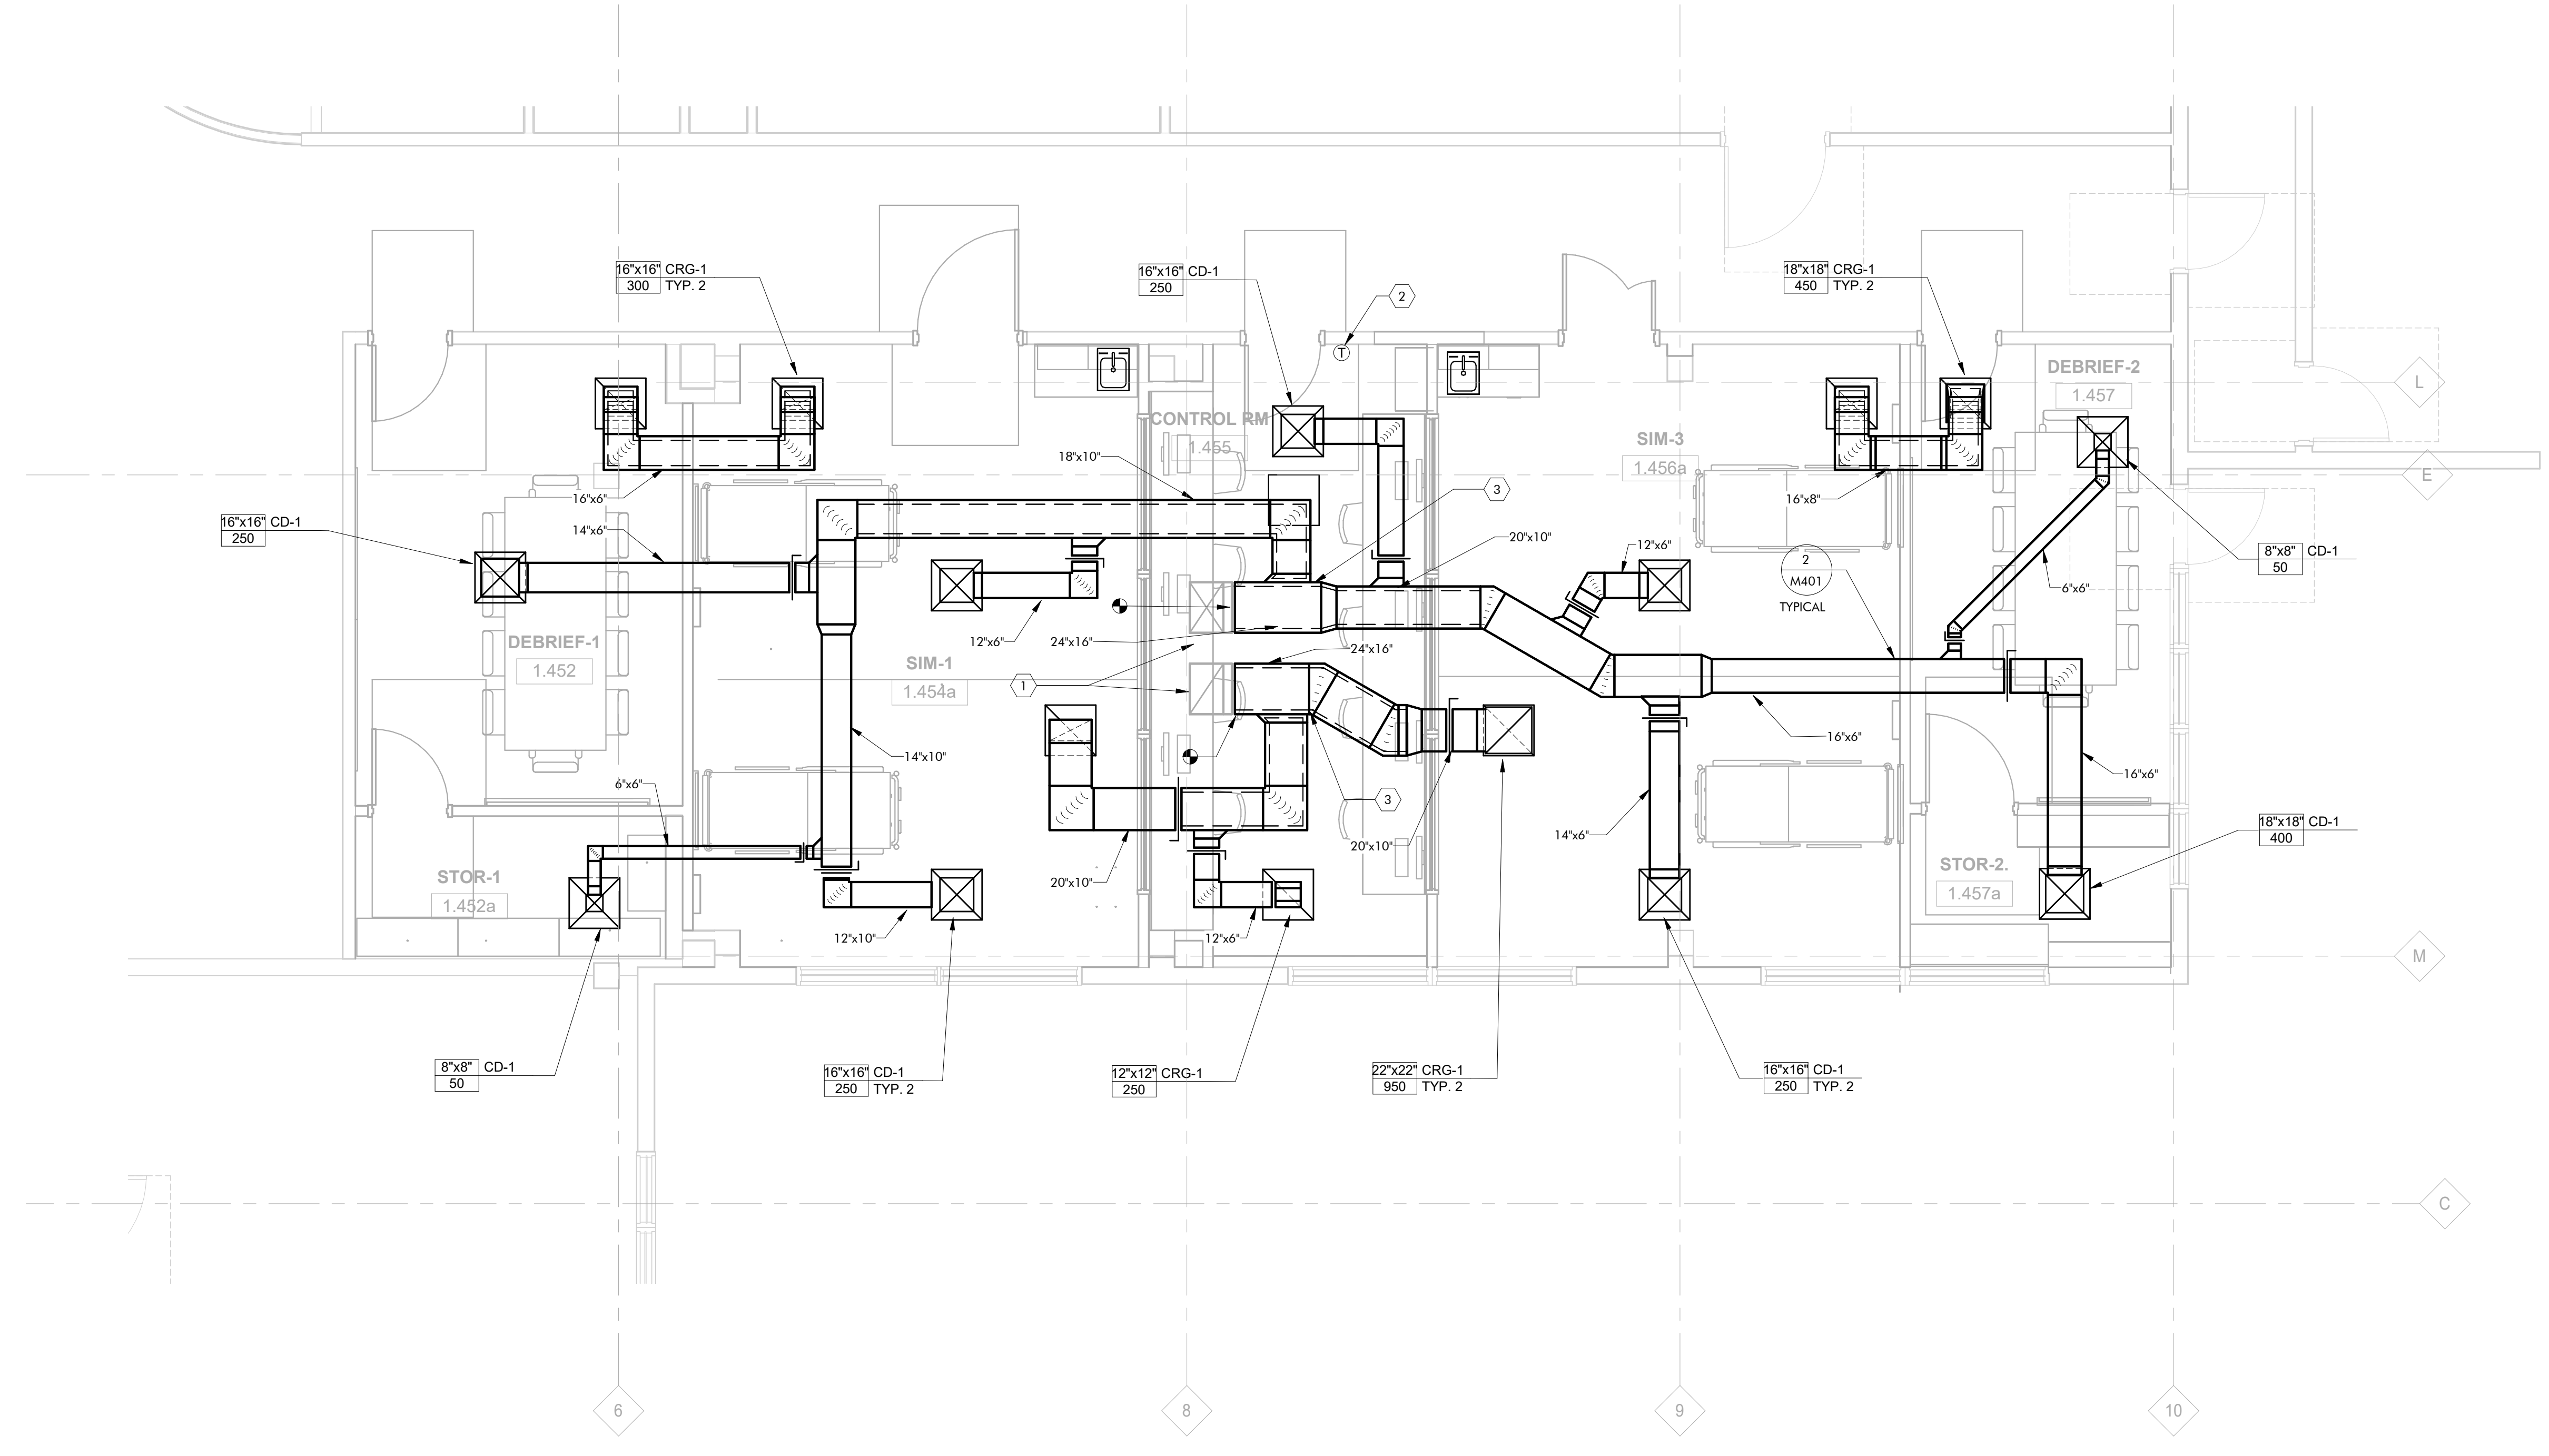 16"x16" CRG-1
300 TYP. 2
16"x16" CD-1
250
2
18"x18" CRG-1
450 TYP. 2
T
DEBRIEF-2
1.457
L
CONTROL RM
1.455
SIM-3
1.456a
18"x10"
E
16"x6"
3
16"x8"
16"x16" CD-1
250
14"x6"
20"x10"
12"x6"
2
M401
TYPICAL
8"x8" CD-1
50
6"x6"
DEBRIEF-1
1.452
12"x6"
24"x16"
24"x16"
SIM-1
1.454a
1
14"x10"
16"x6"
16"x6"
6"x6"
3
20"x10"
14"x6"
18"x18" CD-1
400
STOR-1
1.452a
20"x10"
STOR-2.
1.457a
12"x10"
12"x6"
M
8"x8" CD-1
50
16"x16" CD-1
250 TYP. 2
12"x12" CRG-1
250
22"x22" CRG-1
950 TYP. 2
16"x16" CD-1
250 TYP. 2
C
6
8
9
10